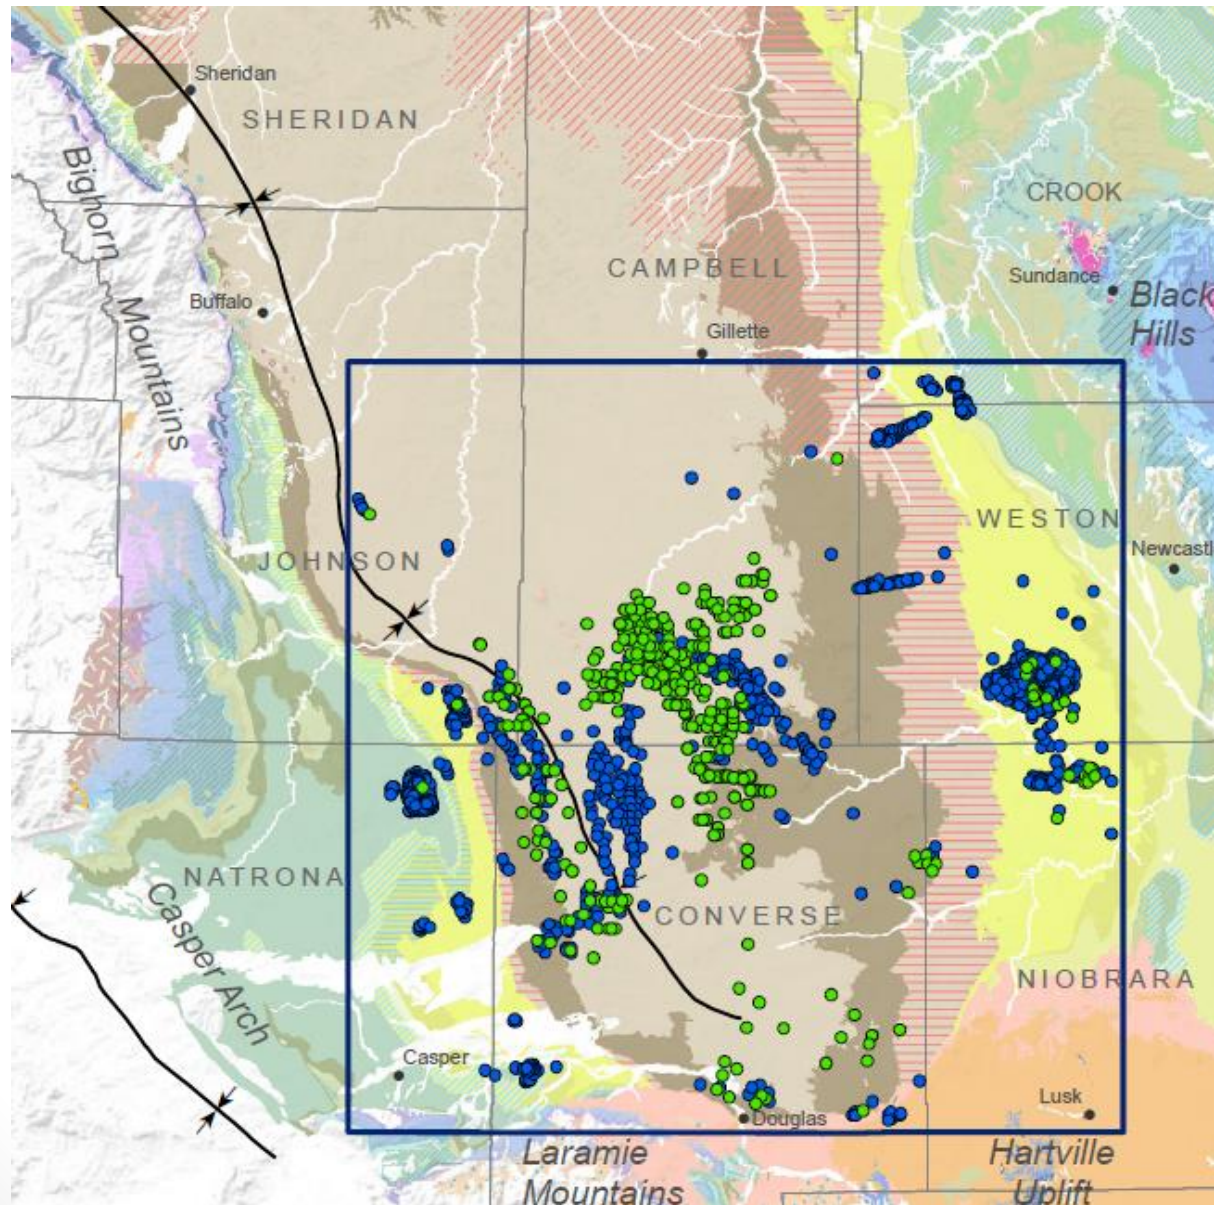 Sheridan
SHERIDAN
Bighorn
Mountains
CROOK
CAMPBELL
Sundance
Black
Hills
Buffalo
Gillette
WESTON
Newcastl
JOHNSON
NATRONA
CONVERSE
Casper Arch
NIOBRARA
Casper
Lusk
Douglas
Laramie
Mountains
Hartville
Uplift